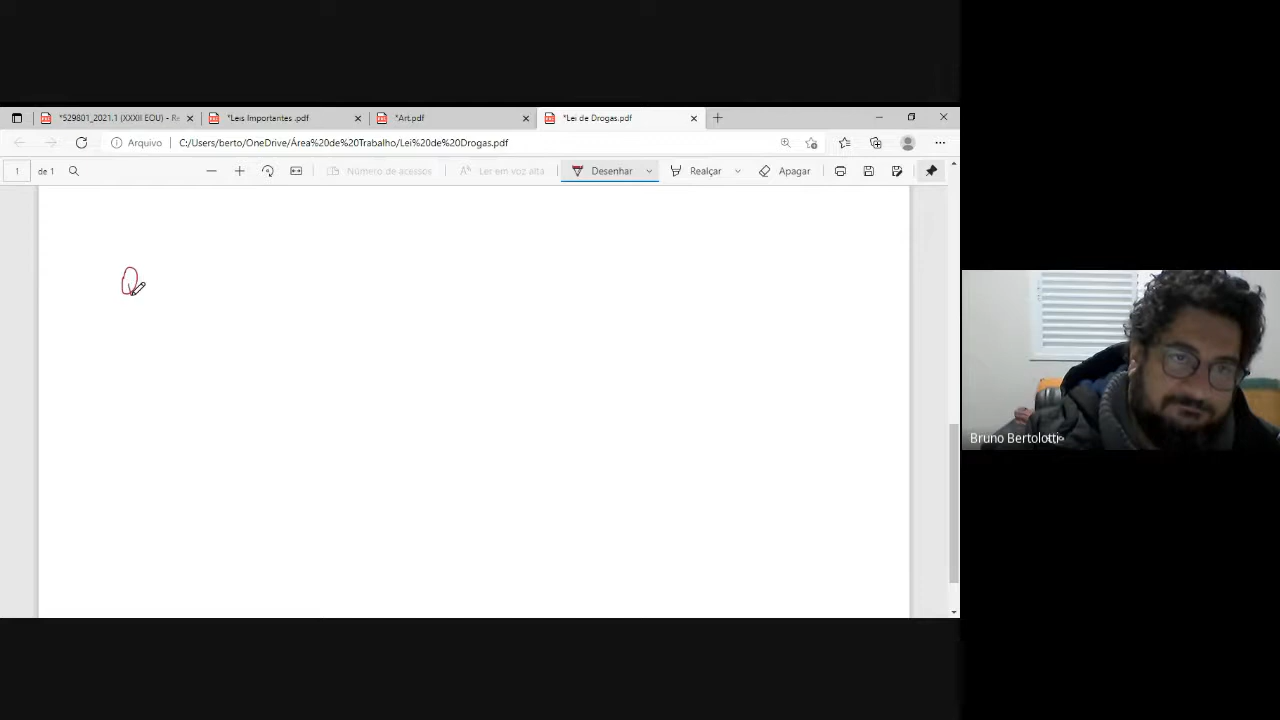 *529801_2021.1 (XXXII EOU) - Re
*Leis Importantes .pdf
*Art.pdf
*Lei de Drogas.pdf
Arquivo
C:/Users/berto/OneDrive/Área%20de%20Trabalho/Lei%20de%20Drogas.pdf
1
de 1
Número de acessos
Ler em voz alta
Desenhar
Realçar
Apagar
Bruno Bertolotti